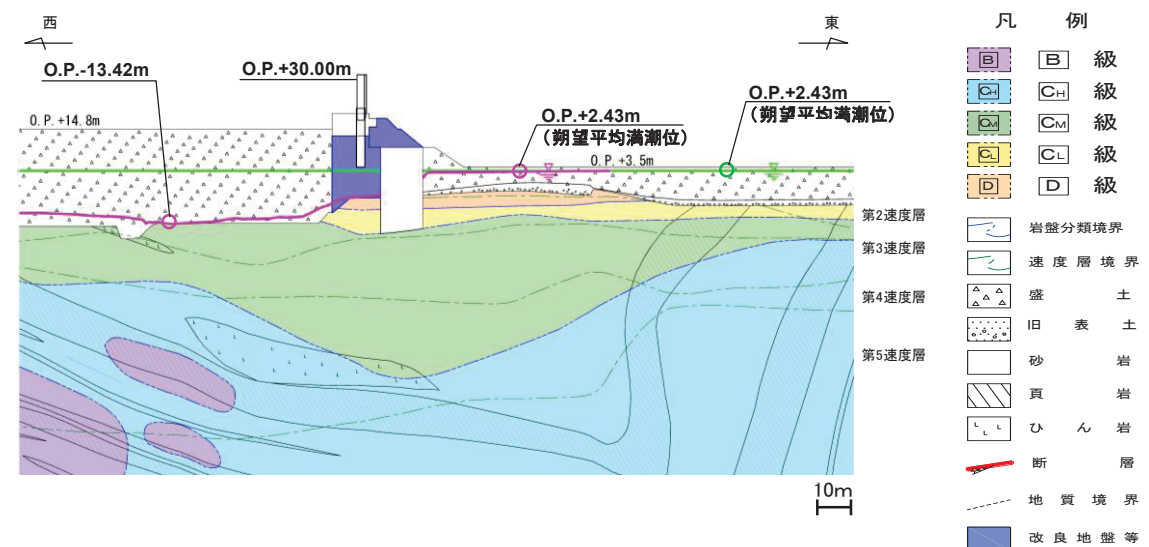 西
東
O.P.-13.42m
O.P.+30.00m
O.P.+2.43m
(朔望平均満潮位)
O.P.+2.43m
(朔望平均満潮位)
O.P.+14.8m
O.P.+3.5m
第2速度層
第3速度層
第4速度層
第5速度層
10m
凡 例
B B 級
CH CH 級
CM CM 級
CL CL 級
D D 級
岩盤分類境界
速度層境界
盛土
旧表土
砂岩
頁岩
ひん岩
断層
地質境界
改良地盤等